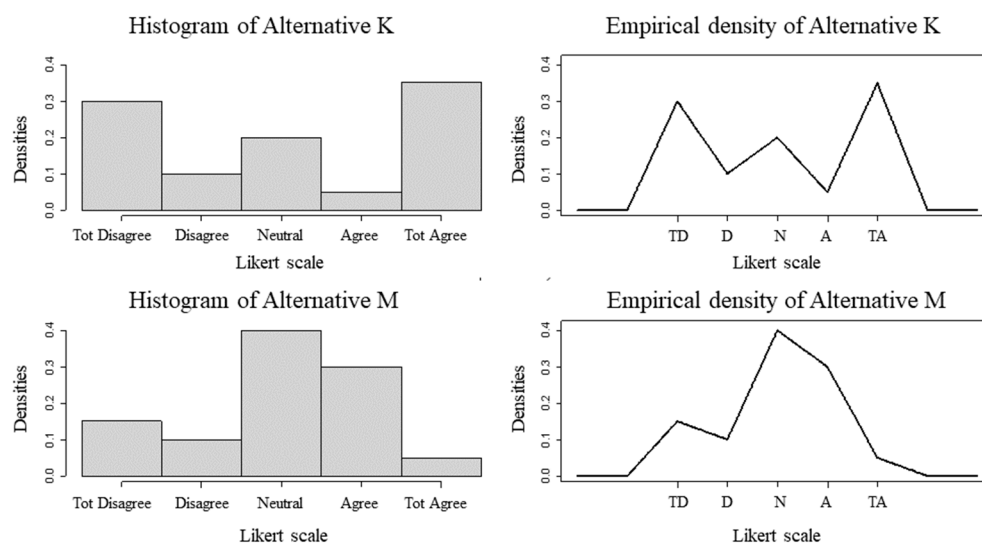 Histogram of Alternative K
Densities
0.4
0.3
0.2
0.1
0.0
Tot Disagree Disagree Neutral Agree Tot Agree
Likert scale
Empirical density of Alternative K
Densities
0.4
0.3
0.2
0.1
0.0
TD D N A TA
Likert scale
Histogram of Alternative M
Densities
0.4
0.3
0.2
0.1
0.0
Tot Disagree Disagree Neutral Agree Tot Agree
Likert scale
Empirical density of Alternative M
Densities
0.4
0.3
0.2
0.1
0.0
TD D N A TA
Likert scale